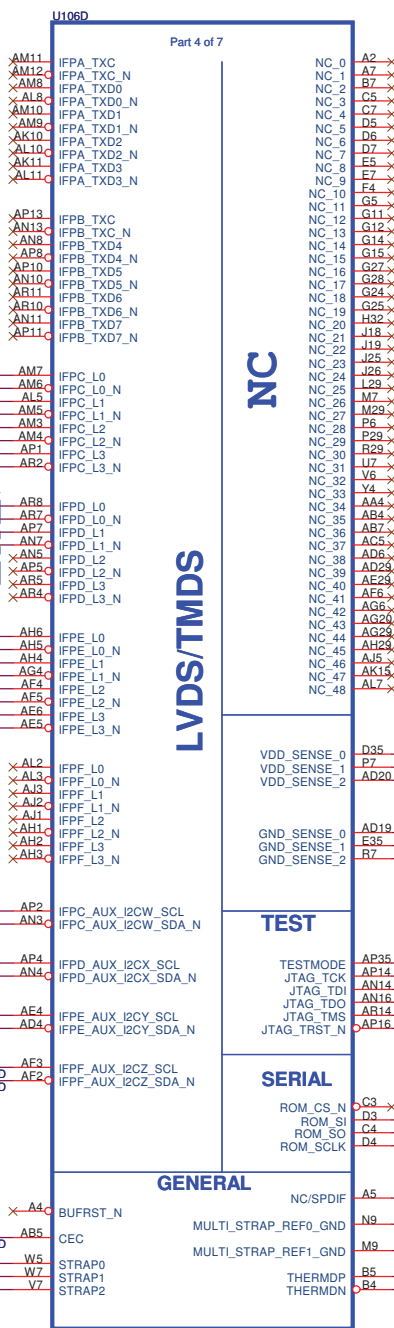 U106D
Part 4 of 7
AM11 IFPA_TXC
AM12 IFPA_TXC_N
AM8 IFPA_TXD0
AL8 IFPA_TXD0_N
AM10 IFPA_TXD1
AM9 IFPA_TXD1_N
AK10 IFPA_TXD2
AL10 IFPA_TXD2_N
AK11 IFPA_TXD3
AL11 IFPA_TXD3_N
AP13 IFPB_TXC
AN13 IFPB_TXC_N
AN8 IFPB_TXD4
AP8 IFPB_TXD4_N
AP10 IFPB_TXD5
AN10 IFPB_TXD5_N
AR11 IFPB_TXD6
AR10 IFPB_TXD6_N
AN11 IFPB_TXD7
AP11 IFPB_TXD7_N
AM7 IFPC_L0
AM6 IFPC_L0_N
AL5 IFPC_L1
AM5 IFPC_L1_N
AM3 IFPC_L2
AM4 IFPC_L2_N
AP1 IFPC_L3
AR2 IFPC_L3_N
AR8 IFPD_L0
AR7 IFPD_L0_N
AP7 IFPD_L1
AN7 IFPD_L1_N
AN5 IFPD_L2
AP5 IFPD_L2_N
AR5 IFPD_L3
AR4 IFPD_L3_N
AH6 IFPE_L0
AH5 IFPE_L0_N
AH4 IFPE_L1
AG4 IFPE_L1_N
AF4 IFPE_L2
AF5 IFPE_L2_N
AE6 IFPE_L3
AE5 IFPE_L3_N
AL2 IFPF_L0
AL3 IFPF_L0_N
AJ3 IFPF_L1
AJ2 IFPF_L1_N
AJ1 IFPF_L2
AH1 IFPF_L2_N
AH2 IFPF_L3
AH3 IFPF_L3_N
AP2 IFPC_AUX_I2CW_SCL
AN3 IFPC_AUX_I2CW_SDA_N
AP4 IFPD_AUX_I2CX_SCL
AN4 IFPD_AUX_I2CX_SDA_N
AE4 IFPE_AUX_I2CY_SCL
AD4 IFPE_AUX_I2CY_SDA_N
AF3 IFPF_AUX_I2CZ_SCL
AF2 IFPF_AUX_I2CZ_SDA_N
LVDS/TMDS
NC
NC_0 A2
NC_1 A7
NC_2 B7
NC_3 C5
NC_4 C7
NC_5 D5
NC_6 D6
NC_7 D7
NC_8 E5
NC_9 E7
NC_10 F4
NC_11 G5
NC_12 G11
NC_13 G12
NC_14 G14
NC_15 G15
NC_16 G27
NC_17 G28
NC_18 G24
NC_19 G25
NC_20 H32
NC_21 J18
NC_22 J19
NC_23 J25
NC_24 J26
NC_25 L29
NC_26 M7
NC_27 M29
NC_28 P6
NC_29 P29
NC_30 R29
NC_31 U7
NC_32 V6
NC_33 Y4
NC_34 AA4
NC_35 AB4
NC_36 AB7
NC_37 AC5
NC_38 AD6
NC_39 AD29
NC_40 AE29
NC_41 AF6
NC_42 AG6
NC_43 AG20
NC_44 AG29
NC_45 AH29
NC_46 AJ5
NC_47 AK15
NC_48 AL7
VDD_SENSE_0 D35
VDD_SENSE_1 P7
VDD_SENSE_2 AD20
GND_SENSE_0 AD19
GND_SENSE_1 E35
GND_SENSE_2 R7
TEST
TESTMODE AP35
JTAG_TCK AP14
JTAG_TDI AN14
JTAG_TDO AN16
JTAG_TMS AR14
JTAG_TRST_N AP16
SERIAL
ROM_CS_N C3
ROM_SI D3
ROM_SO C4
ROM_SCLK D4
GENERAL
A4 BUFRST_N
AB5 CEC
W5 STRAP0
W7 STRAP1
V7 STRAP2
NC/SPDIF A5
MULTI_STRAP_REF0_GND N9
MULTI_STRAP_REF1_GND M9
THERMDP B5
THERMDN B4